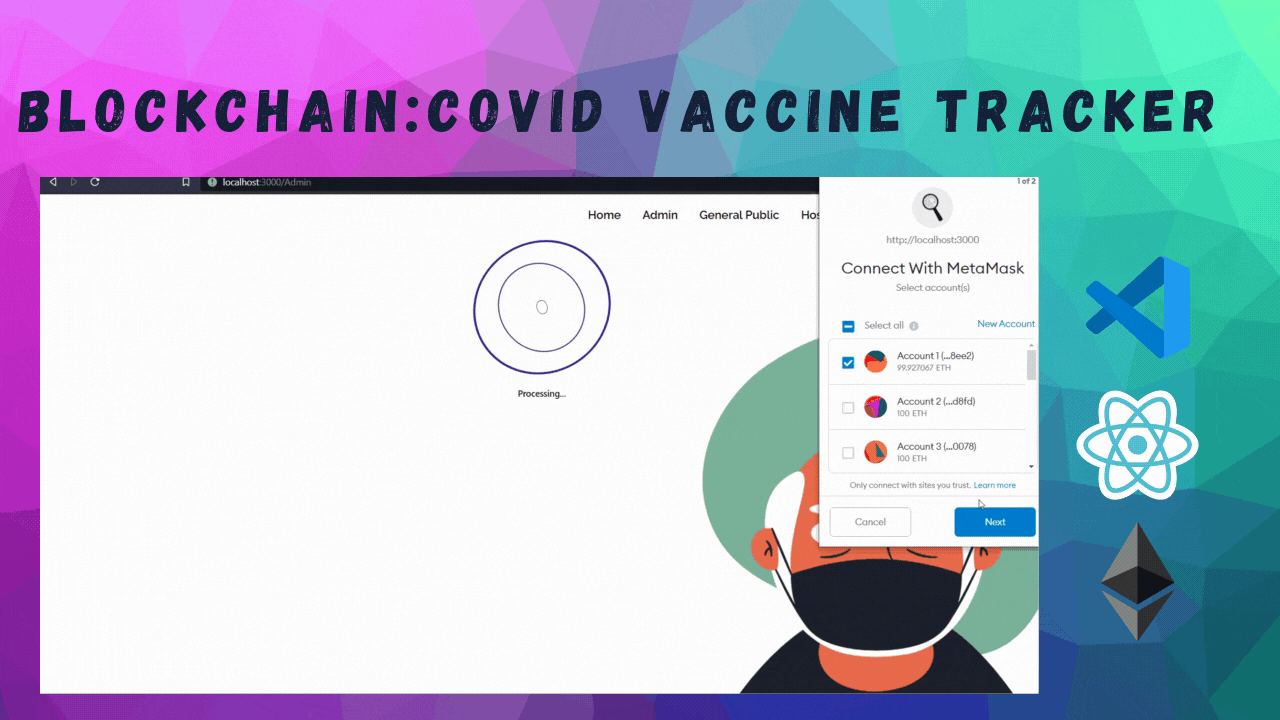 BLOCKCHAIN:COVID VACCINE TRACKER
localhost:3000/Admin
1 of 2
Home Admin General Public Hos
http://localhost:3000
Connect With MetaMask
Select account(s)
Select all New Account
Account 1 (...8ee2)
99.927067 ETH
Account 2 (...d8fd)
100 ETH
Account 3 (...0078)
100 ETH
Processing...
Only connect with sites you trust. Learn more
Cancel Next